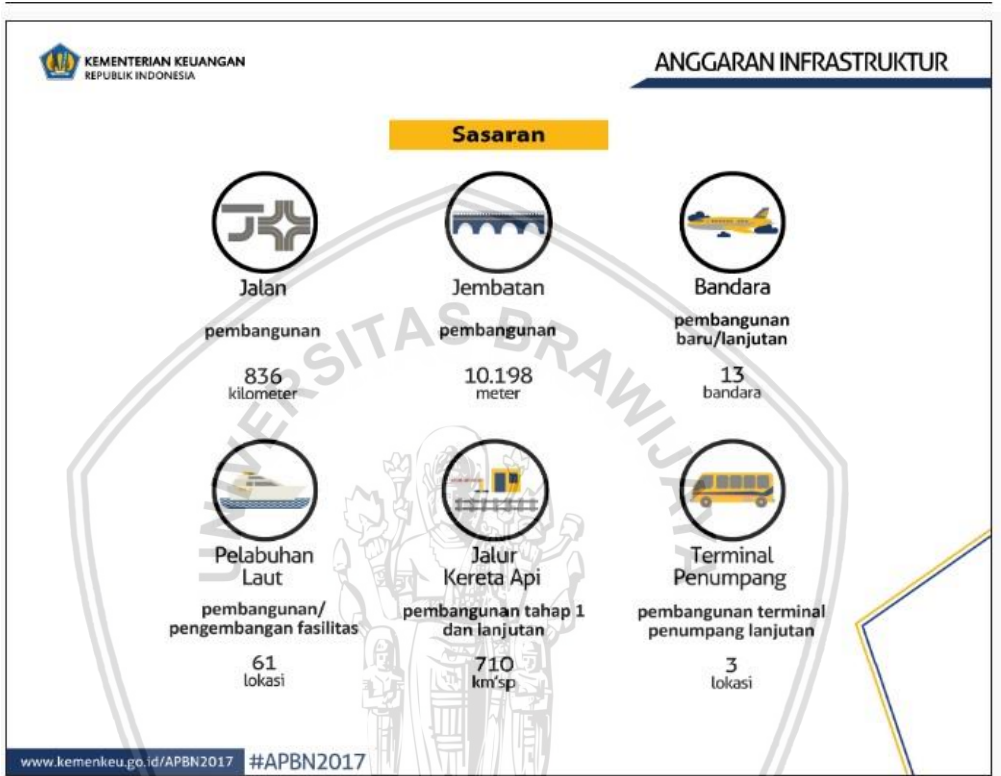 KEMENTERIAN KEUANGAN
REPUBLIK INDONESIA
ANGGARAN INFRASTRUKTUR
Sasaran
Jalan
pembangunan
836
kilometer
Jembatan
pembangunan
10.198
meter
Bandara
pembangunan
baru/lanjutan
13
bandara
Pelabuhan
Laut
pembangunan/
pengembangan fasilitas
61
lokasi
Jalur
Kereta Api
pembangunan tahap 1
dan lanjutan
710
km'sp
Terminal
Penumpang
pembangunan terminal
penumpang lanjutan
3
lokasi
www.kemenkeu.go.id/APBN2017
#APBN2017
UNIVERSITAS BRAWIJAYA